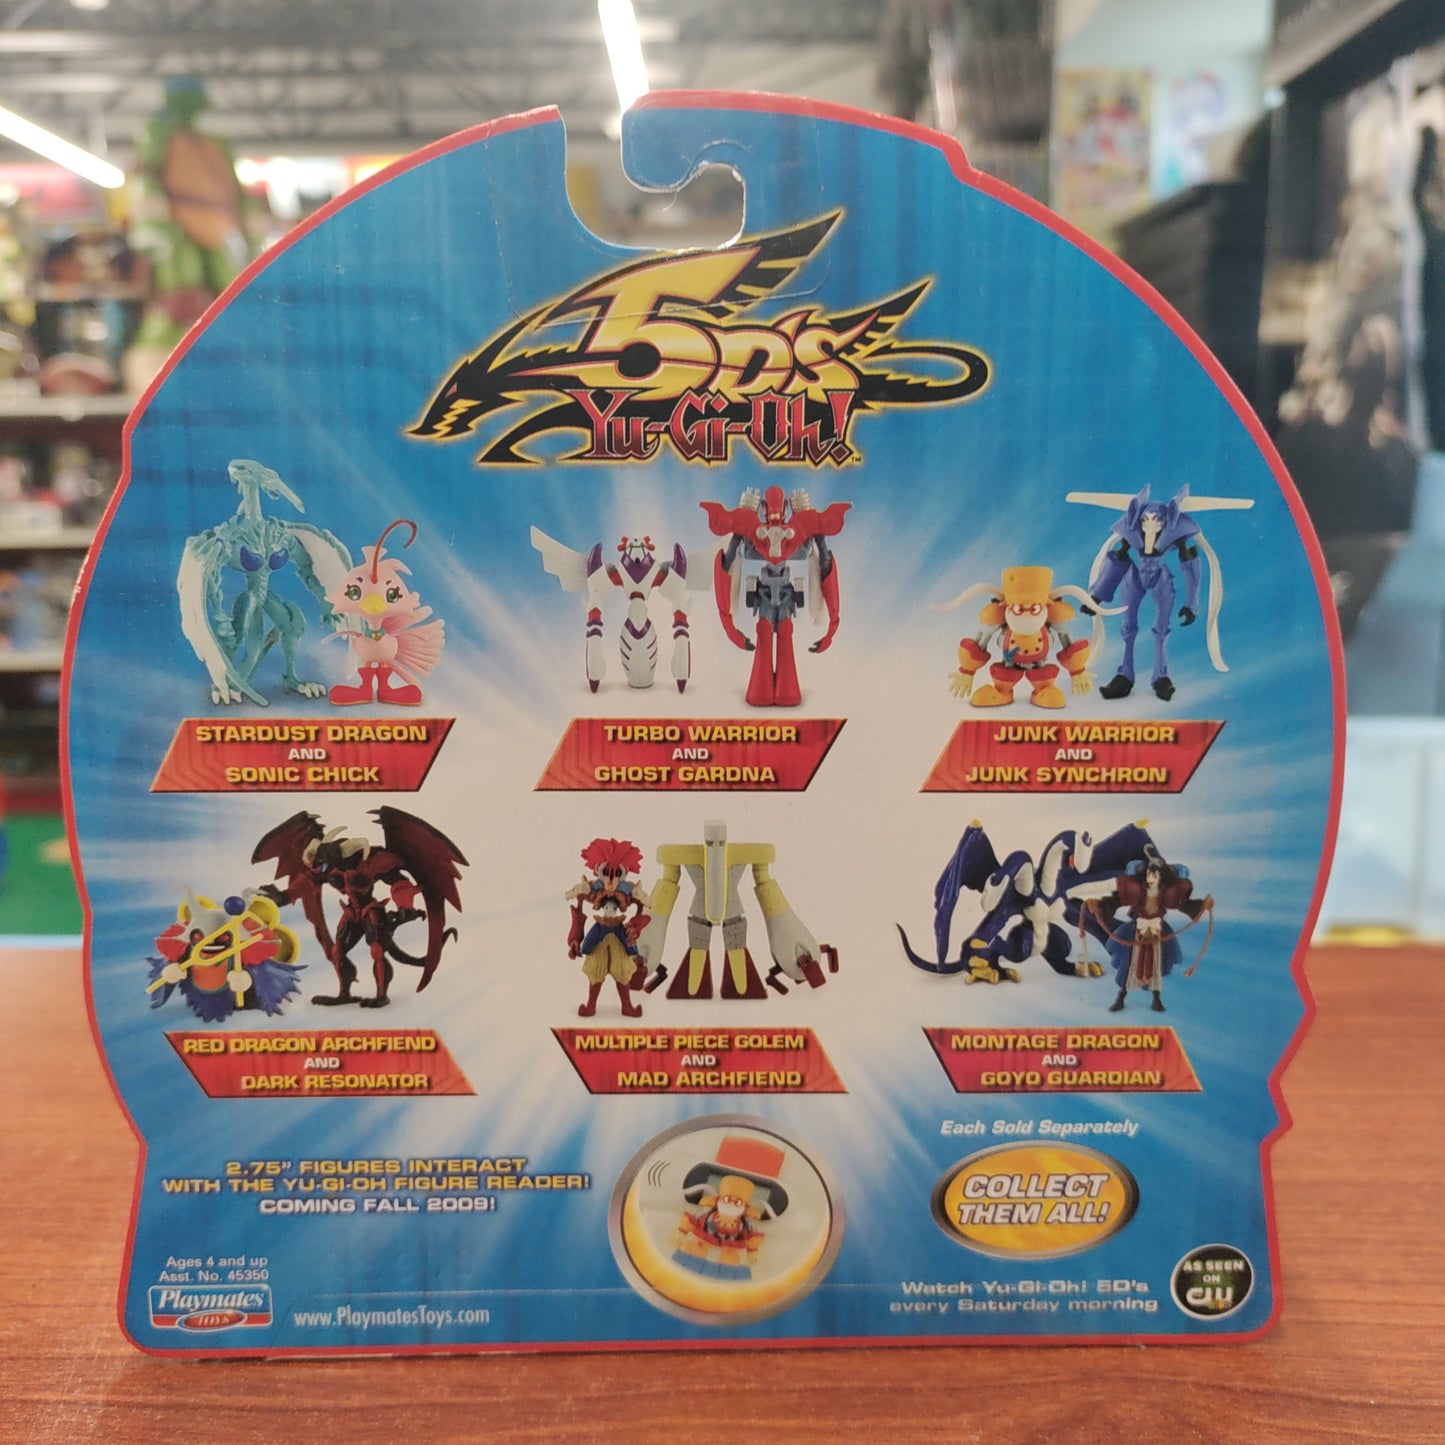 5D's
Yu-Gi-Oh!™
STARDUST DRAGON
AND
SONIC CHICK
TURBO WARRIOR
AND
GHOST GARDNA
JUNK WARRIOR
AND
JUNK SYNCHRON
RED DRAGON ARCHFIEND
AND
DARK RESONATOR
MULTIPLE PIECE GOLEM
AND
MAD ARCHFIEND
MONTAGE DRAGON
AND
GOYO GUARDIAN
2.75" FIGURES INTERACT
WITH THE YU-GI-OH FIGURE READER!
COMING FALL 2009!
Each Sold Separately
COLLECT
THEM ALL!
Ages 4 and up
Asst. No. 45350
Playmates
TOYS
www.PlaymatesToys.com
Watch Yu-Gi-Oh! 5D's
every Saturday morning
AS SEEN
ON
CW